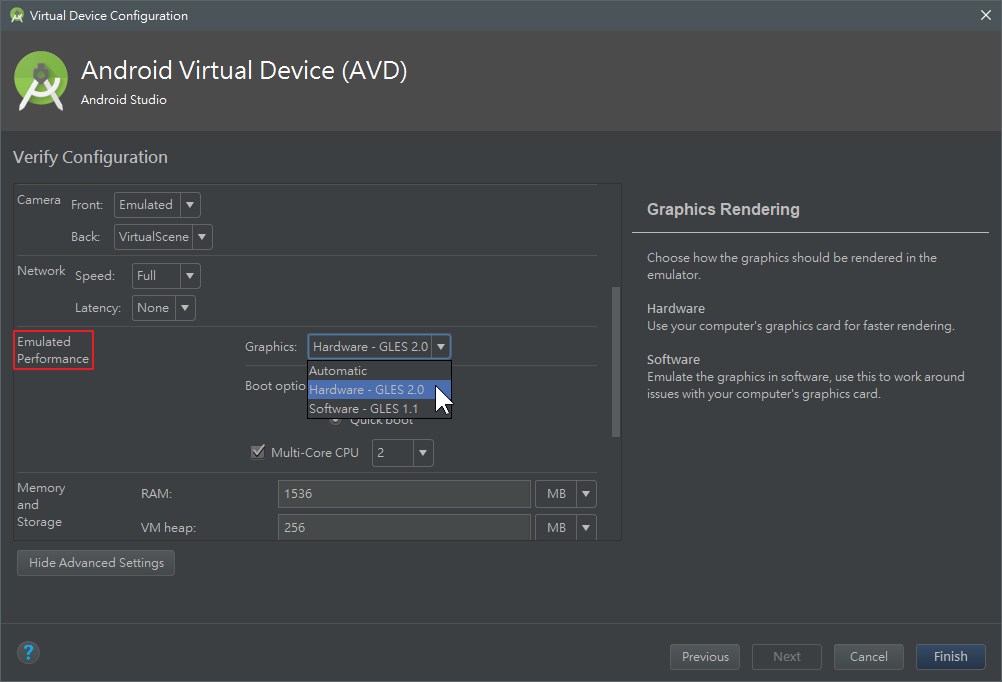 Virtual Device Configuration
Android Virtual Device (AVD)
Android Studio
Verify Configuration
Camera
Front:
Emulated
Back:
VirtualScene
Network
Speed:
Full
Latency:
None
Emulated
Performance
Graphics:
Hardware - GLES 2.0
Automatic
Hardware - GLES 2.0
Software - GLES 1.1
Boot optio
Quick boot
Multi-Core CPU
2
Memory
and
Storage
RAM:
1536
MB
VM heap:
256
MB
Hide Advanced Settings
Graphics Rendering
Choose how the graphics should be rendered in the
emulator.
Hardware
Use your computer's graphics card for faster rendering.
Software
Emulate the graphics in software, use this to work around
issues with your computer's graphics card.
?
Previous
Next
Cancel
Finish